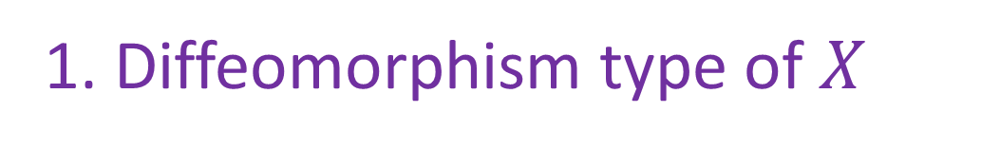 1. Diffeomorphism type of X